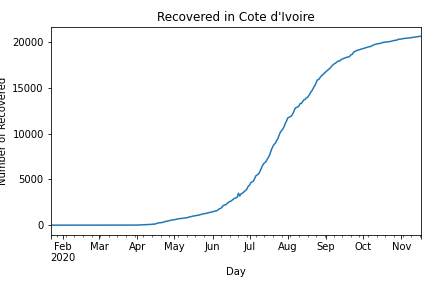 Recovered in Cote d'Ivoire
Number of Recovered
20000
15000
10000
5000
0
Feb Mar Apr May Jun Jul Aug Sep Oct Nov
2020
Day